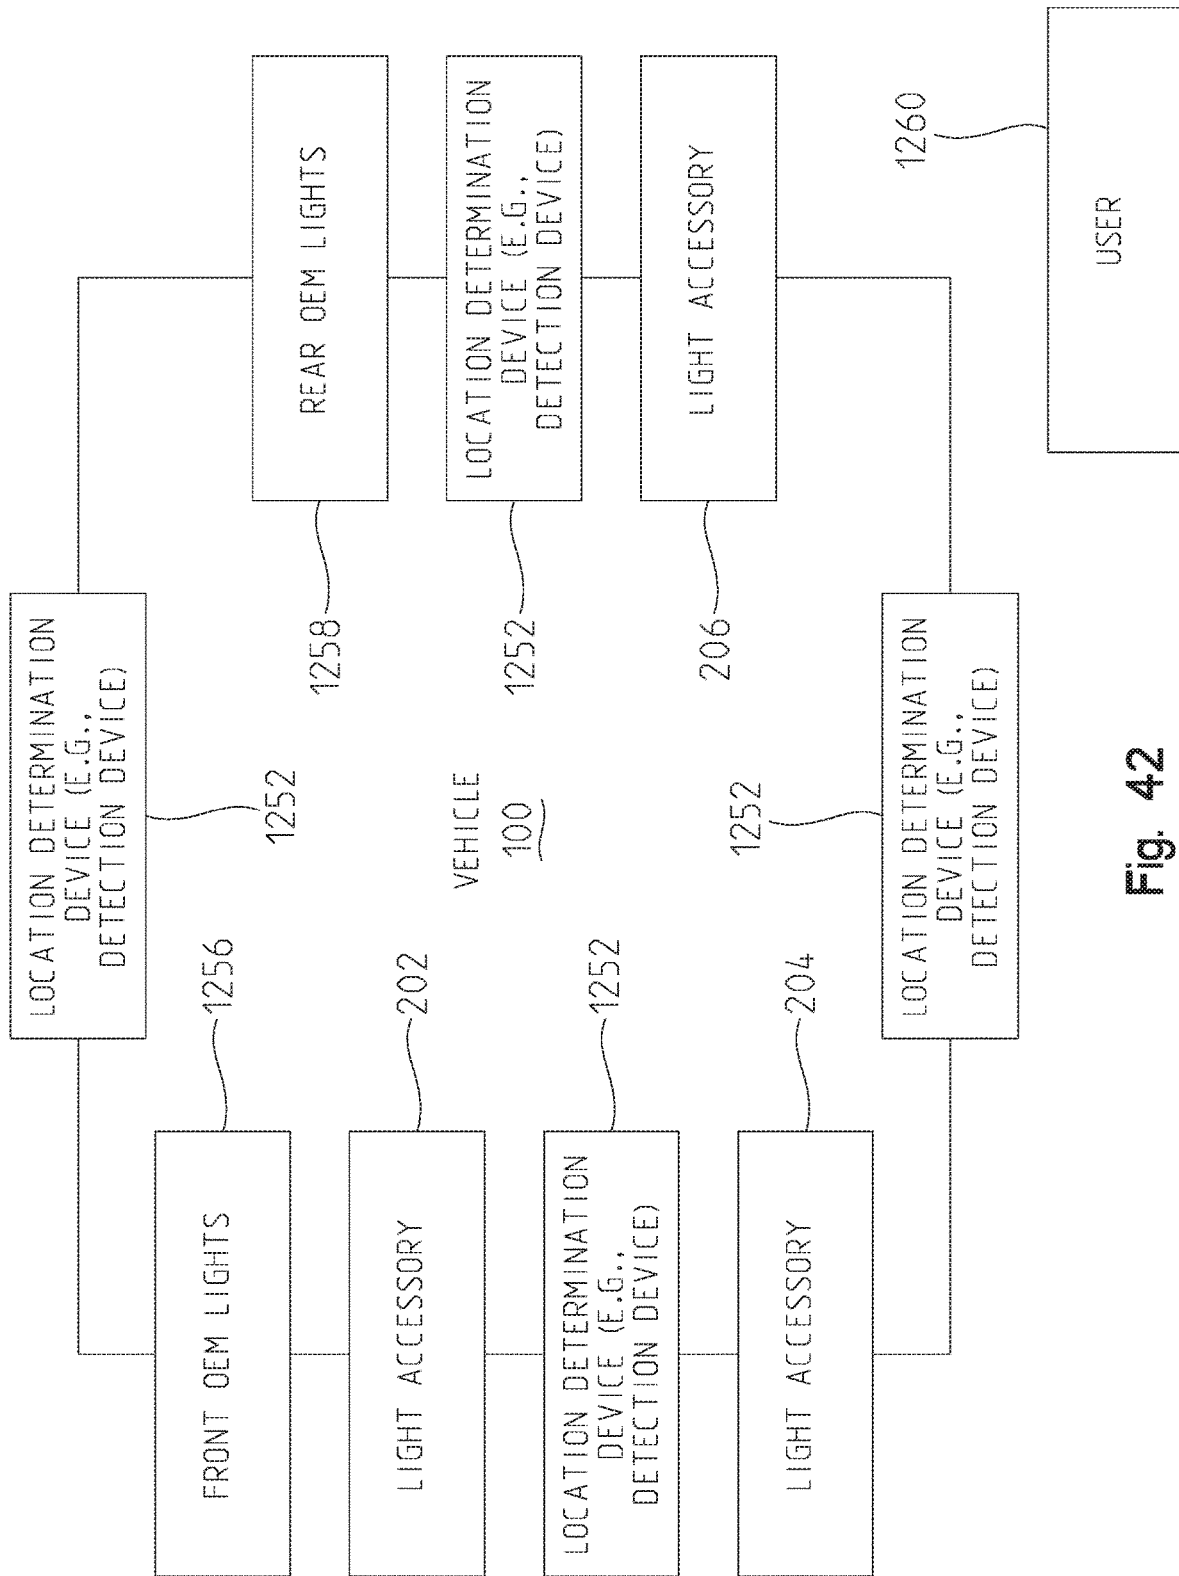 FRONT OEM LIGHTS
1256
LIGHT ACCESSORY
202
LOCATION DETERMINATION
DEVICE (E.G.,
DETECTION DEVICE)
1252
LIGHT ACCESSORY
204
LOCATION DETERMINATION
DEVICE (E.G.,
DETECTION DEVICE)
1252
VEHICLE
100
1252
LOCATION DETERMINATION
DEVICE (E.G.,
DETECTION DEVICE)
REAR OEM LIGHTS
1258
LOCATION DETERMINATION
DEVICE (E.G.,
DETECTION DEVICE)
1252
LIGHT ACCESSORY
206
1260
USER
Fig. 42